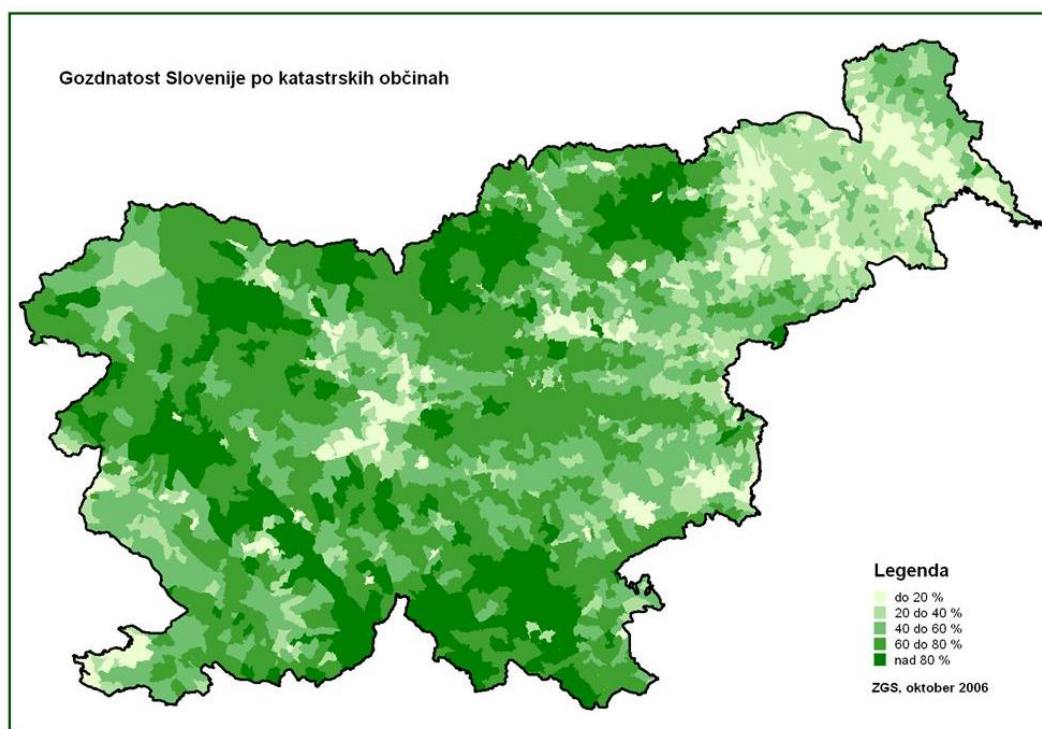 Gozdnatost Slovenije po katastrskih občinah
Legenda
do 20 %
20 do 40 %
40 do 60 %
60 do 80 %
nad 80 %
ZGS, oktober 2006